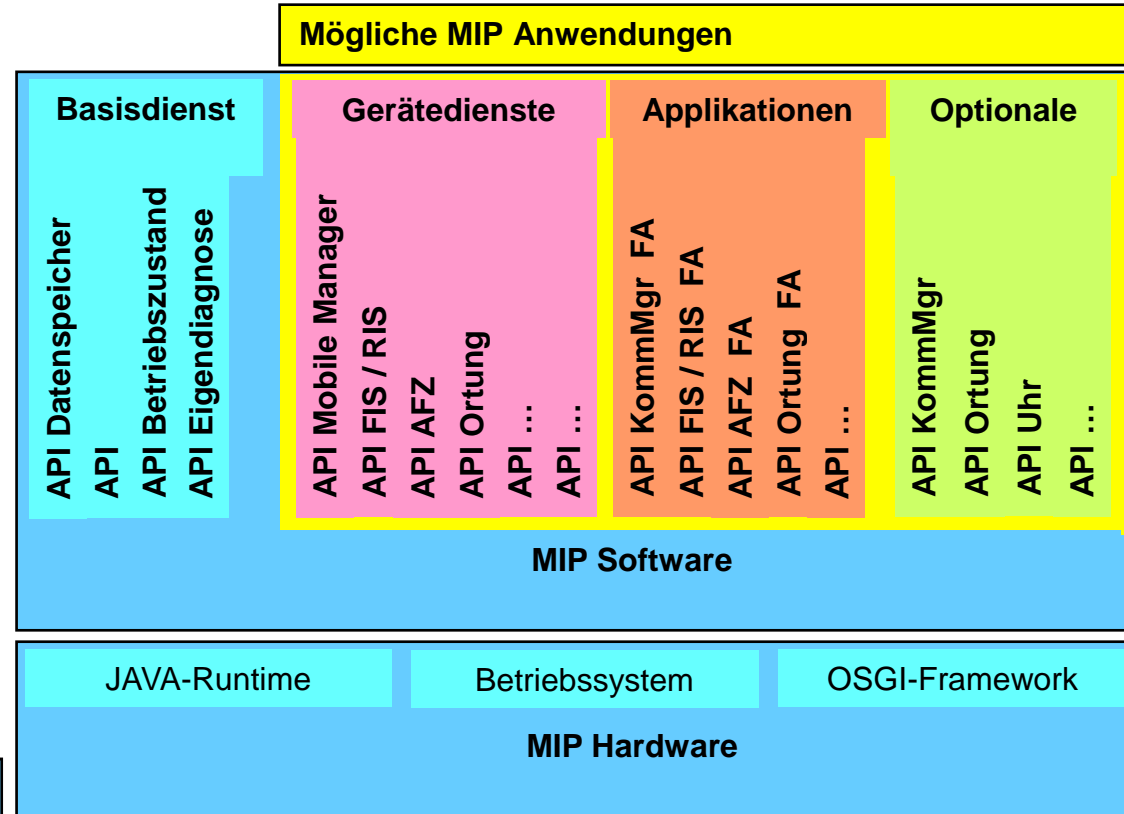 Mögliche MIP Anwendungen
Basisdienst
Gerätedienste
Applikationen
Optionale
API Datenspeicher
API
API Betriebszustand
API Eigendiagnose
API Mobile Manager
API FIS / RIS
API AFZ
API Ortung
API ...
API ...
API KommMgr FA
API FIS / RIS FA
API AFZ FA
API Ortung FA
API ...
API KommMgr
API Ortung
API Uhr
API ...
MIP Software
JAVA-Runtime
Betriebssystem
OSGI-Framework
MIP Hardware